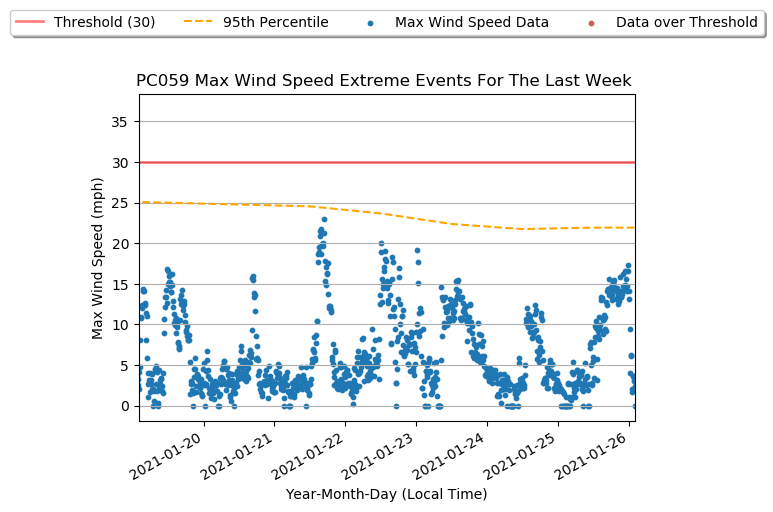 Threshold (30) 95th Percentile Max Wind Speed Data Data over Threshold
PC059 Max Wind Speed Extreme Events For The Last Week
35
30
25
20
15
10
5
0
Max Wind Speed (mph)
2021-01-20 2021-01-21 2021-01-22 2021-01-23 2021-01-24 2021-01-25 2021-01-26
Year-Month-Day (Local Time)